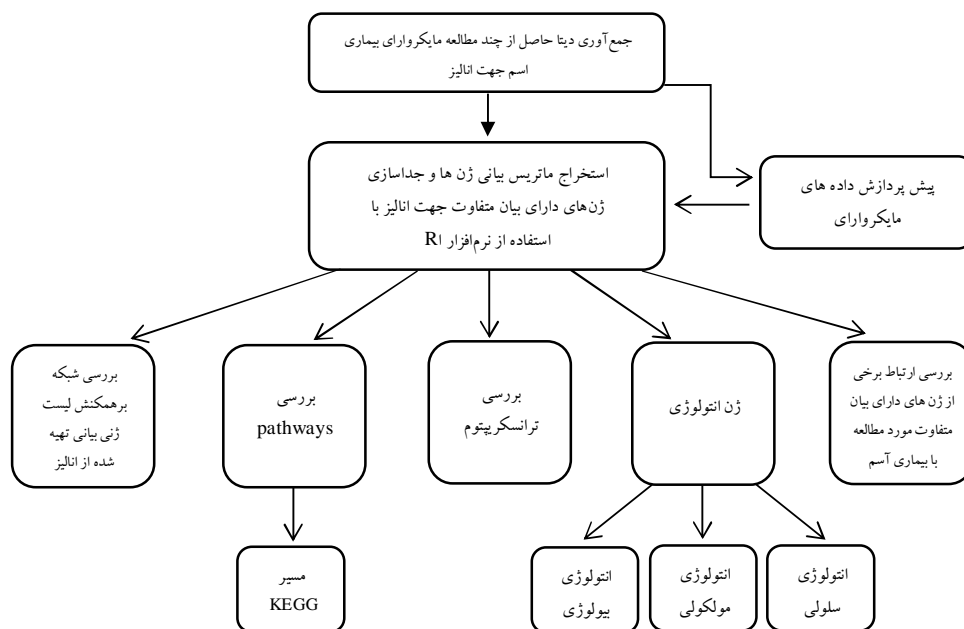 جمع‌آوری دیتا حاصل از چند مطالعه مایکروارای بیماری
اسم جهت انالیز
استخراج ماتریس بیانی ژن ها و جداسازی
ژن‌های دارای بیان متفاوت جهت انالیز با
استفاده از نرم‌افزار Rا
پیش پردازش داده های
مایکروارای
بررسی ارتباط برخی
از ژن های دارای بیان
متفاوت مورد مطالعه
با بیماری آسم
ژن انتولوژی
بررسی
ترانسکریپتوم
بررسی
pathways
بررسی شبکه
برهمکنش لیست
ژنی بیانی تهیه
شده از انالیز
انتولوژی
سلولی
انتولوژی
مولکولی
انتولوژی
بیولوژی
مسیر
KEGG